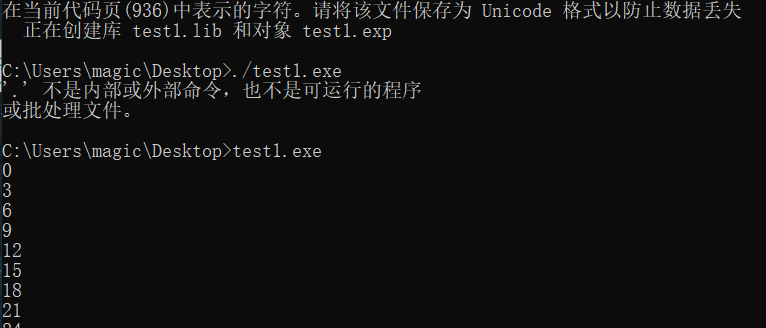 在当前代码页(936)中表示的字符。请将该文件保存为 Unicode 格式以防止数据丢失
正在创建库 test1.lib 和对象 test1.exp
C:\Users\magic\Desktop>./test1.exe
'.' 不是内部或外部命令，也不是可运行的程序
或批处理文件。
C:\Users\magic\Desktop>test1.exe
0
3
6
9
12
15
18
21